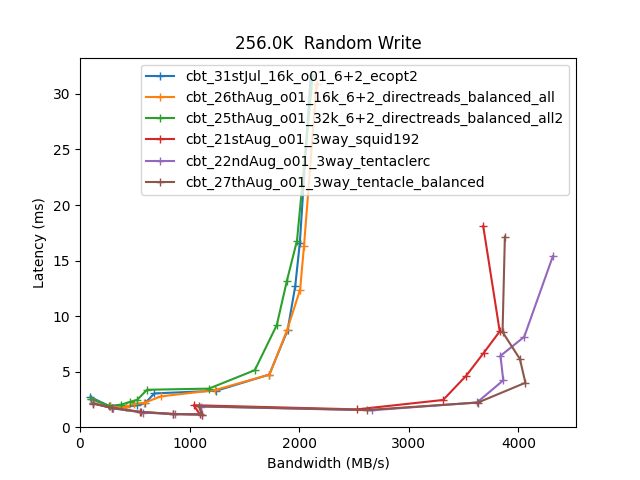 256.0K  Random Write
cbt_31stJul_16k_o01_6+2_ecopt2
cbt_26thAug_o01_16k_6+2_directreads_balanced_all
cbt_25thAug_o01_32k_6+2_directreads_balanced_all2
cbt_21stAug_o01_3way_squid192
cbt_22ndAug_o01_3way_tentaclerc
cbt_27thAug_o01_3way_tentacle_balanced
Latency (ms)
30
25
20
15
10
5
0
0 1000 2000 3000 4000
Bandwidth (MB/s)